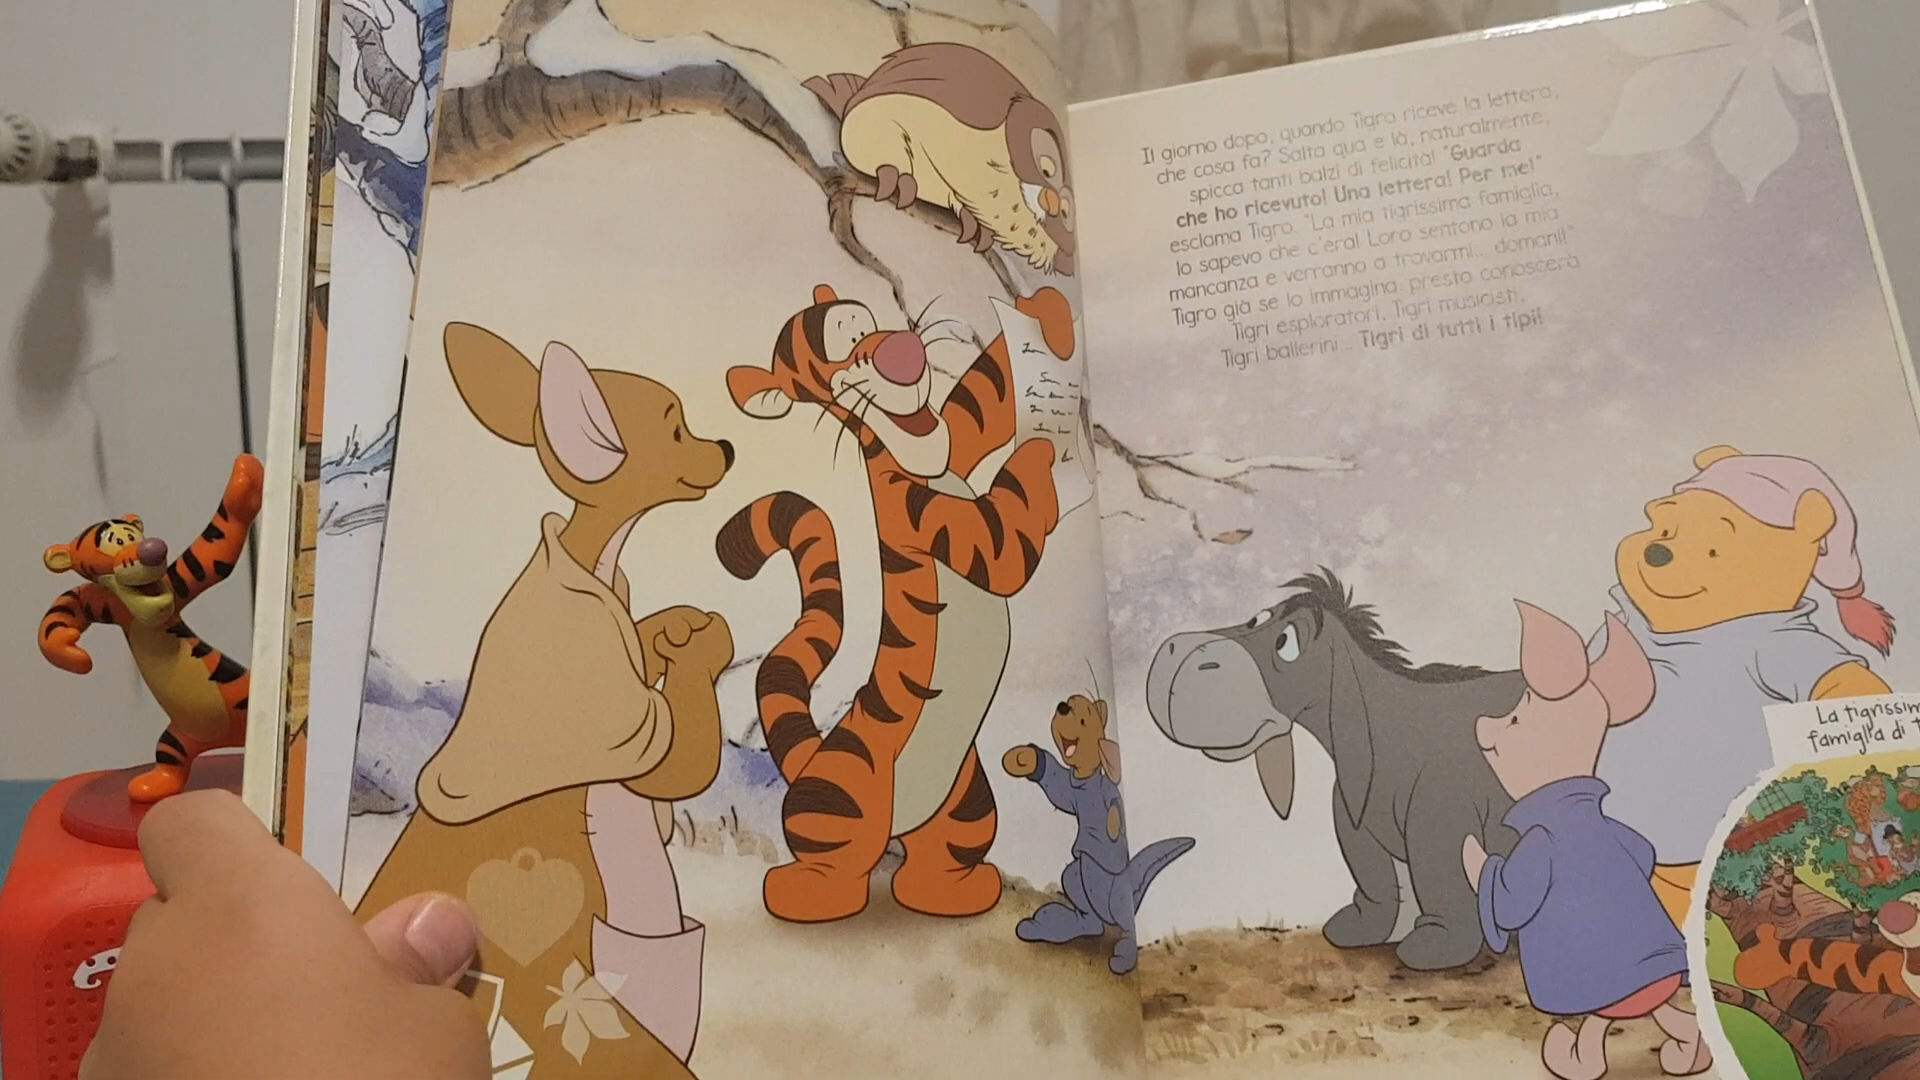 Il giorno dopo, quando Tigro riceve la lettera,
che cosa fa? Salta qua e là, naturalmente,
spicca tanti balzi di felicità! "Guarda
che ho ricevuto! Una lettera! Per me!"
esclama Tigro. "La mia tigrissima famiglia,
lo sapevo che c'era! Loro sentono la mia
mancanza e verranno a trovarmi... domani!"
Tigro già se lo immagina: presto conoscerà
Tigri esploratori, Tigri musicisti,
Tigri ballerini... Tigri di tutti i tipi!
La tigrissim
famiglia di T